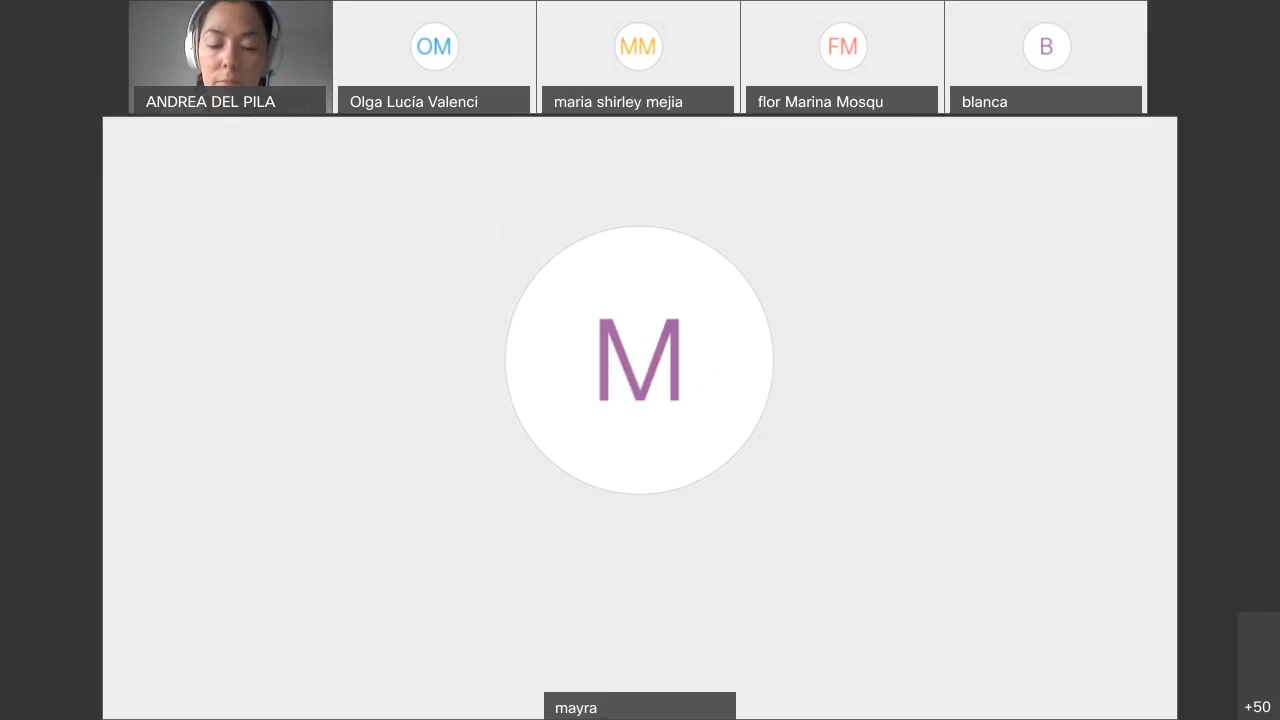 OM
MM
FM
B
ANDREA DEL PILA
Olga Lucía Valenci
maria shirley mejia
flor Marina Mosqu
blanca
M
mayra
+50